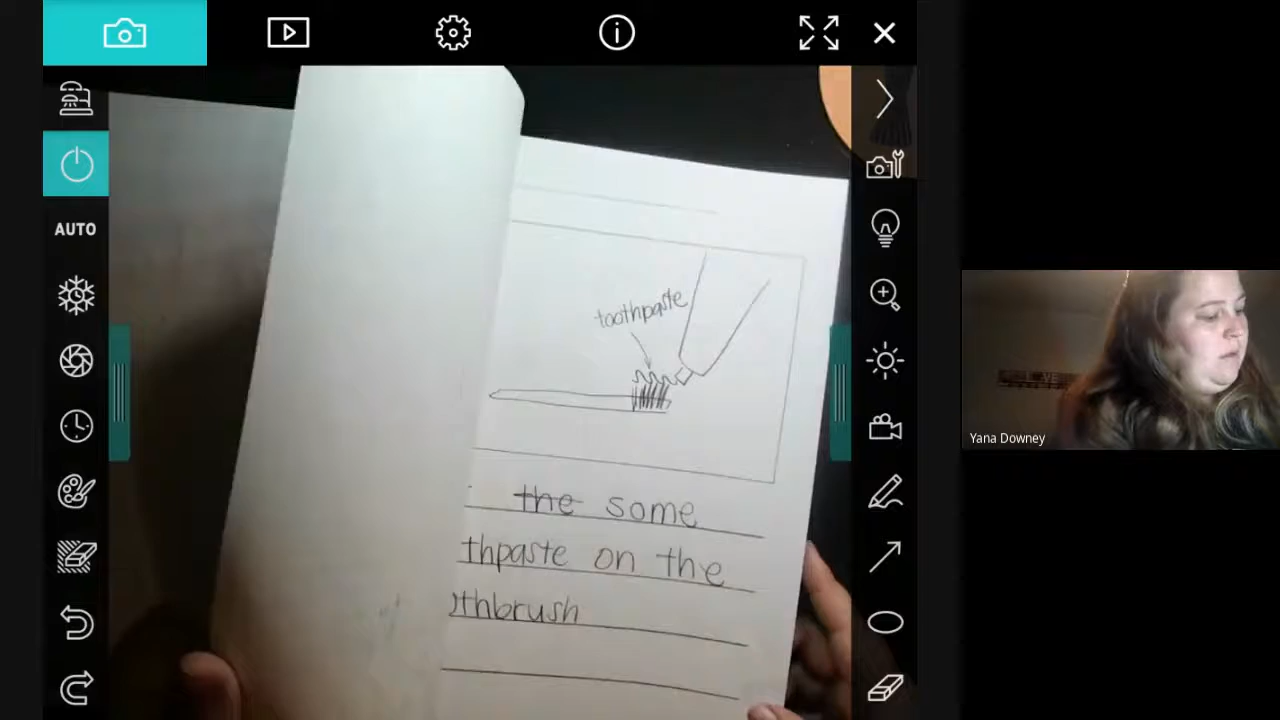 AUTO
toothpaste
the some
thpaste on the
thbrush
Yana Downey